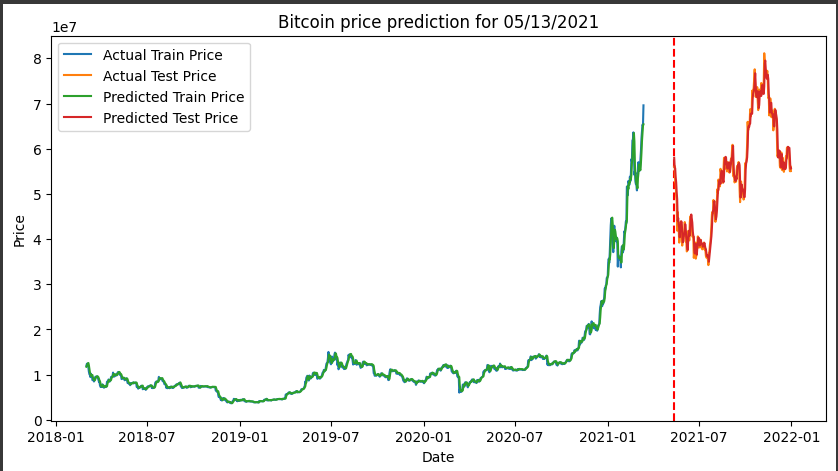 Bitcoin price prediction for 05/13/2021
1e7
Actual Train Price
Actual Test Price
Predicted Train Price
Predicted Test Price
8
7
6
5
4
3
2
1
0
Price
2018-01 2018-07 2019-01 2019-07 2020-01 2020-07 2021-01 2021-07 2022-01
Date